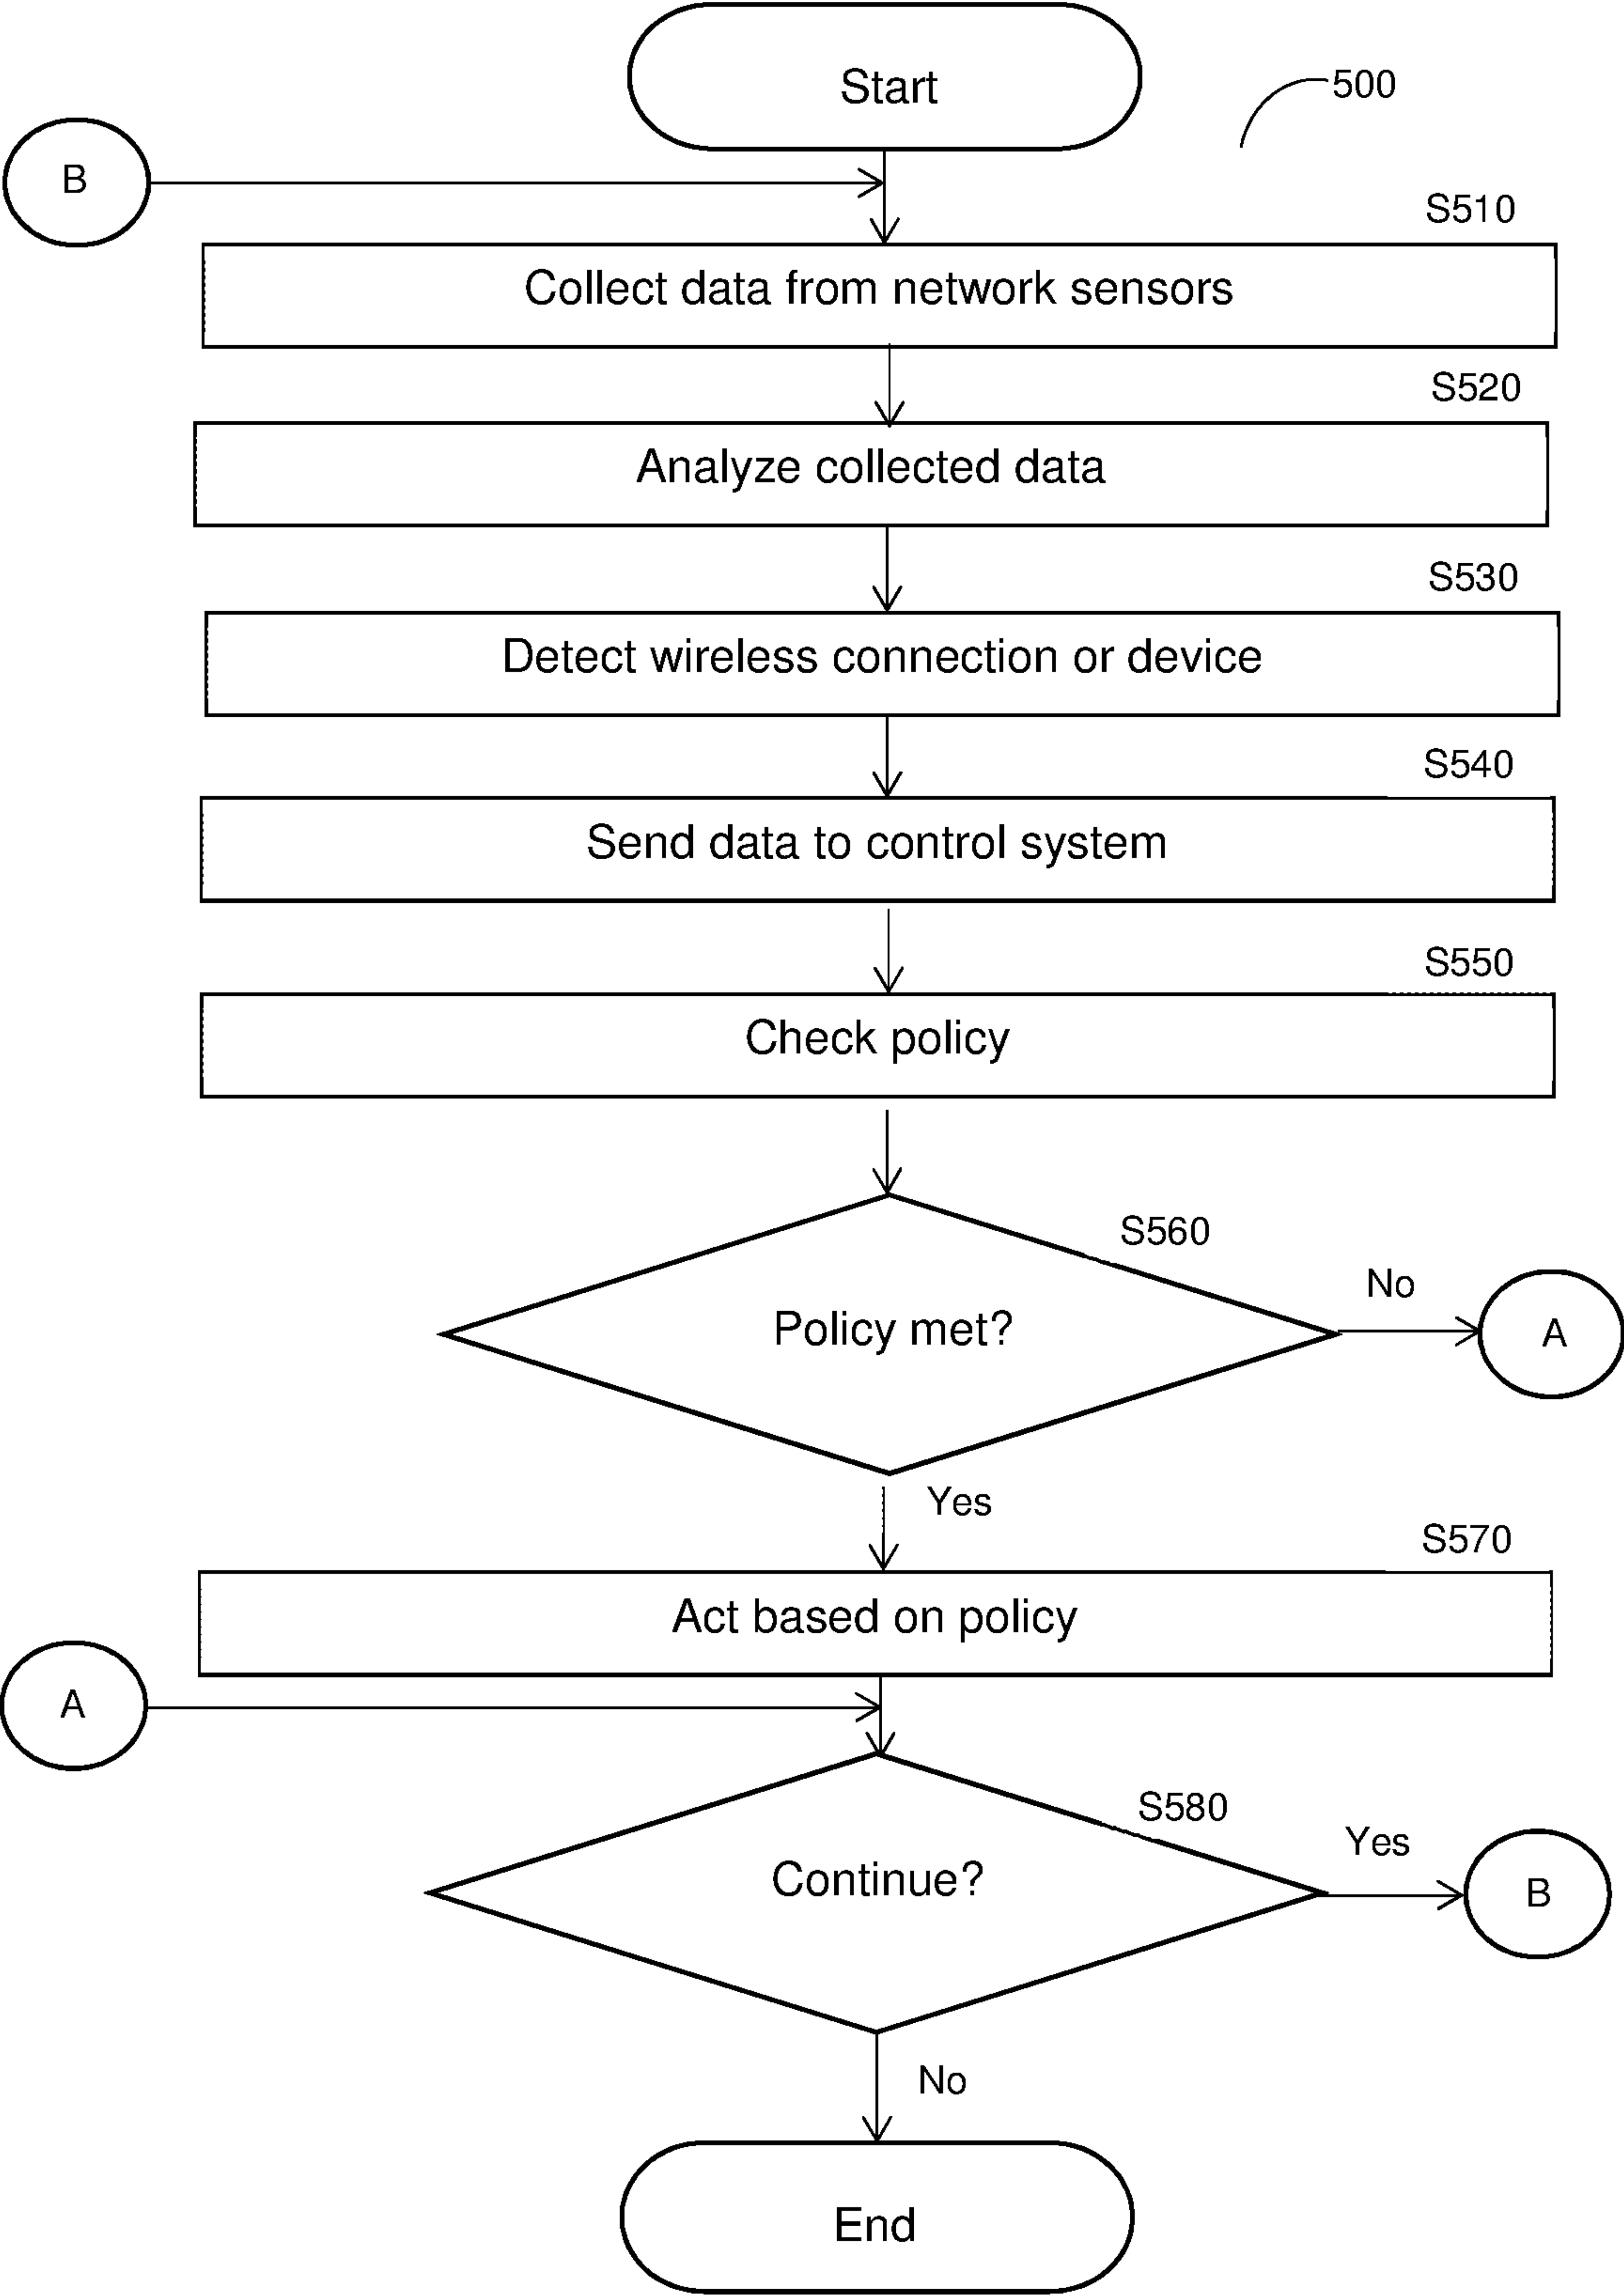 Start
500
B
S510
Collect data from network sensors
S520
Analyze collected data
S530
Detect wireless connection or device
S540
Send data to control system
S550
Check policy
S560
No
Policy met?
A
Yes
S570
Act based on policy
A
S580
Yes
Continue?
B
No
End